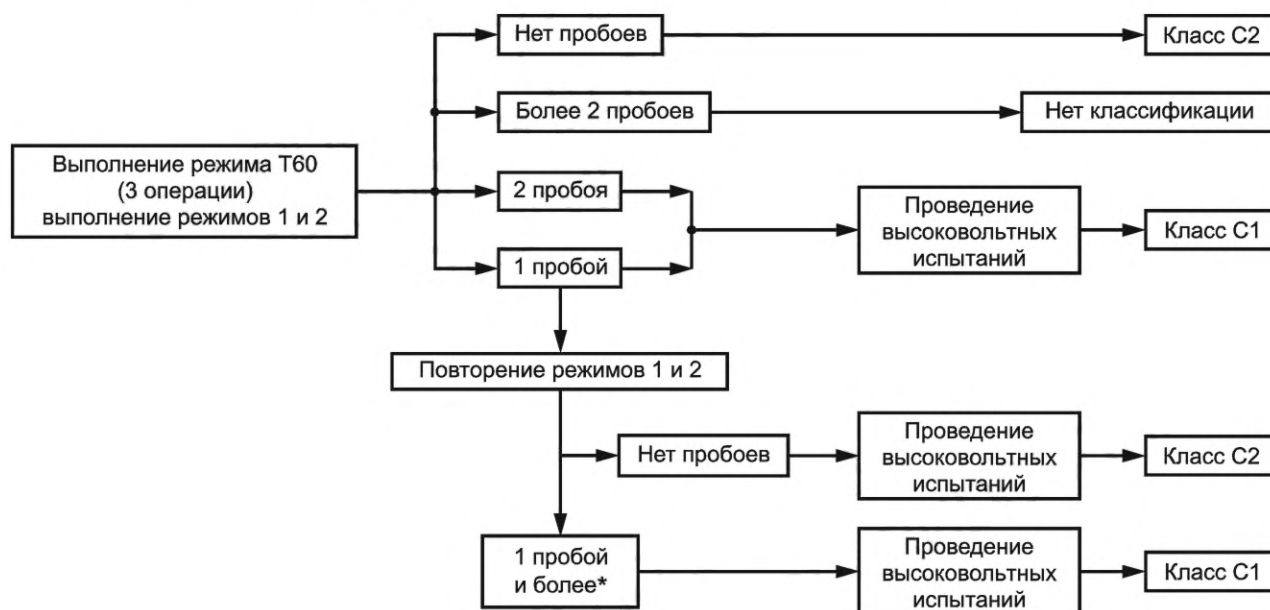 Нет пробоев
Класс С2
Более 2 пробоев
Нет классификации
Выполнение режима Т60
(3 операции)
выполнение режимов 1 и 2
2 пробоя
1 пробой
Проведение
высоковольтных
испытаний
Класс С1
Повторение режимов 1 и 2
Нет пробоев
Проведение
высоковольтных
испытаний
Класс С2
1 пробой
и более*
Проведение
высоковольтных
испытаний
Класс С1